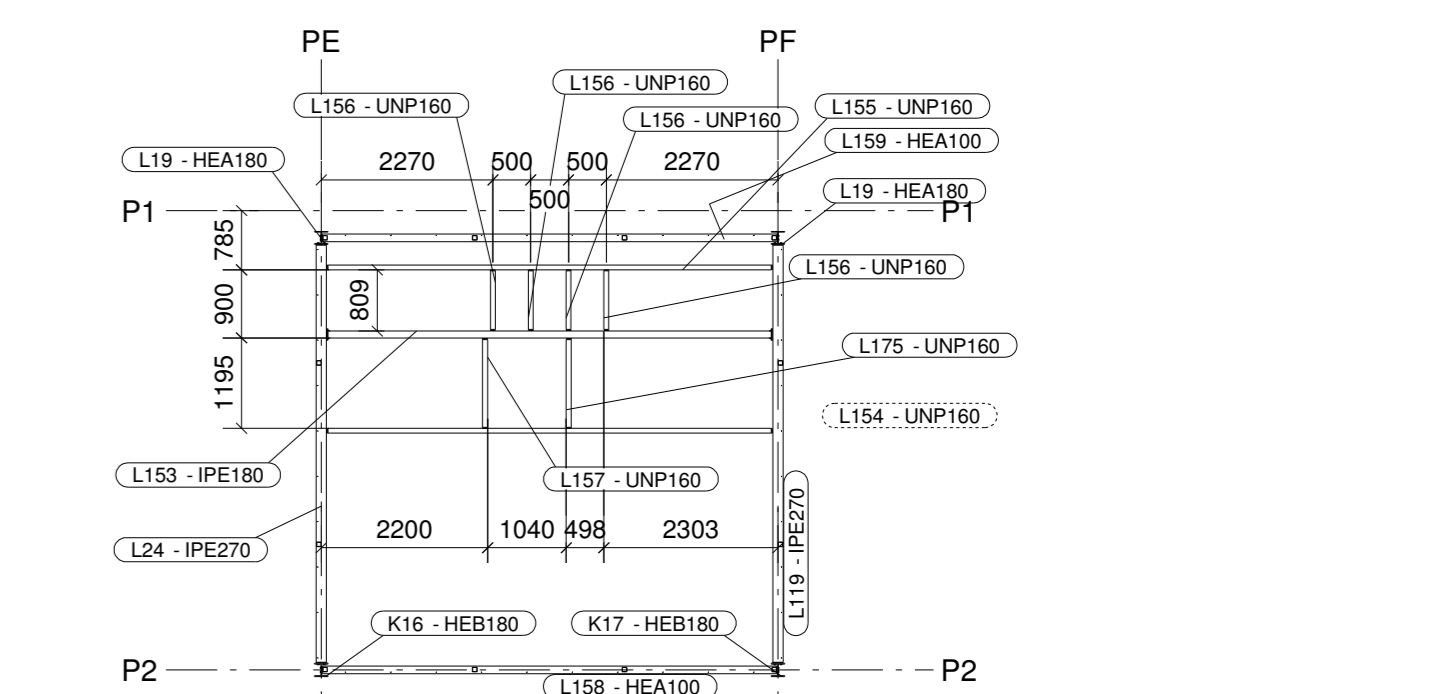 PE PF
L156 - UNP160
L156 - UNP160 L155 - UNP160
L156 - UNP160
L159 - HEA100
L19 - HEA180 2270 500 500 2270
L19 - HEA180
500
P1 P1
785
L156 - UNP160
900
809
L175 - UNP160
1195
L154 - UNP160
L153 - IPE180
L157 - UNP160
2200 1040 498 2303
L24 - IPE270
L119 - IPE270
K16 - HEB180 K17 - HEB180
P2 P2
L158 - HEA100